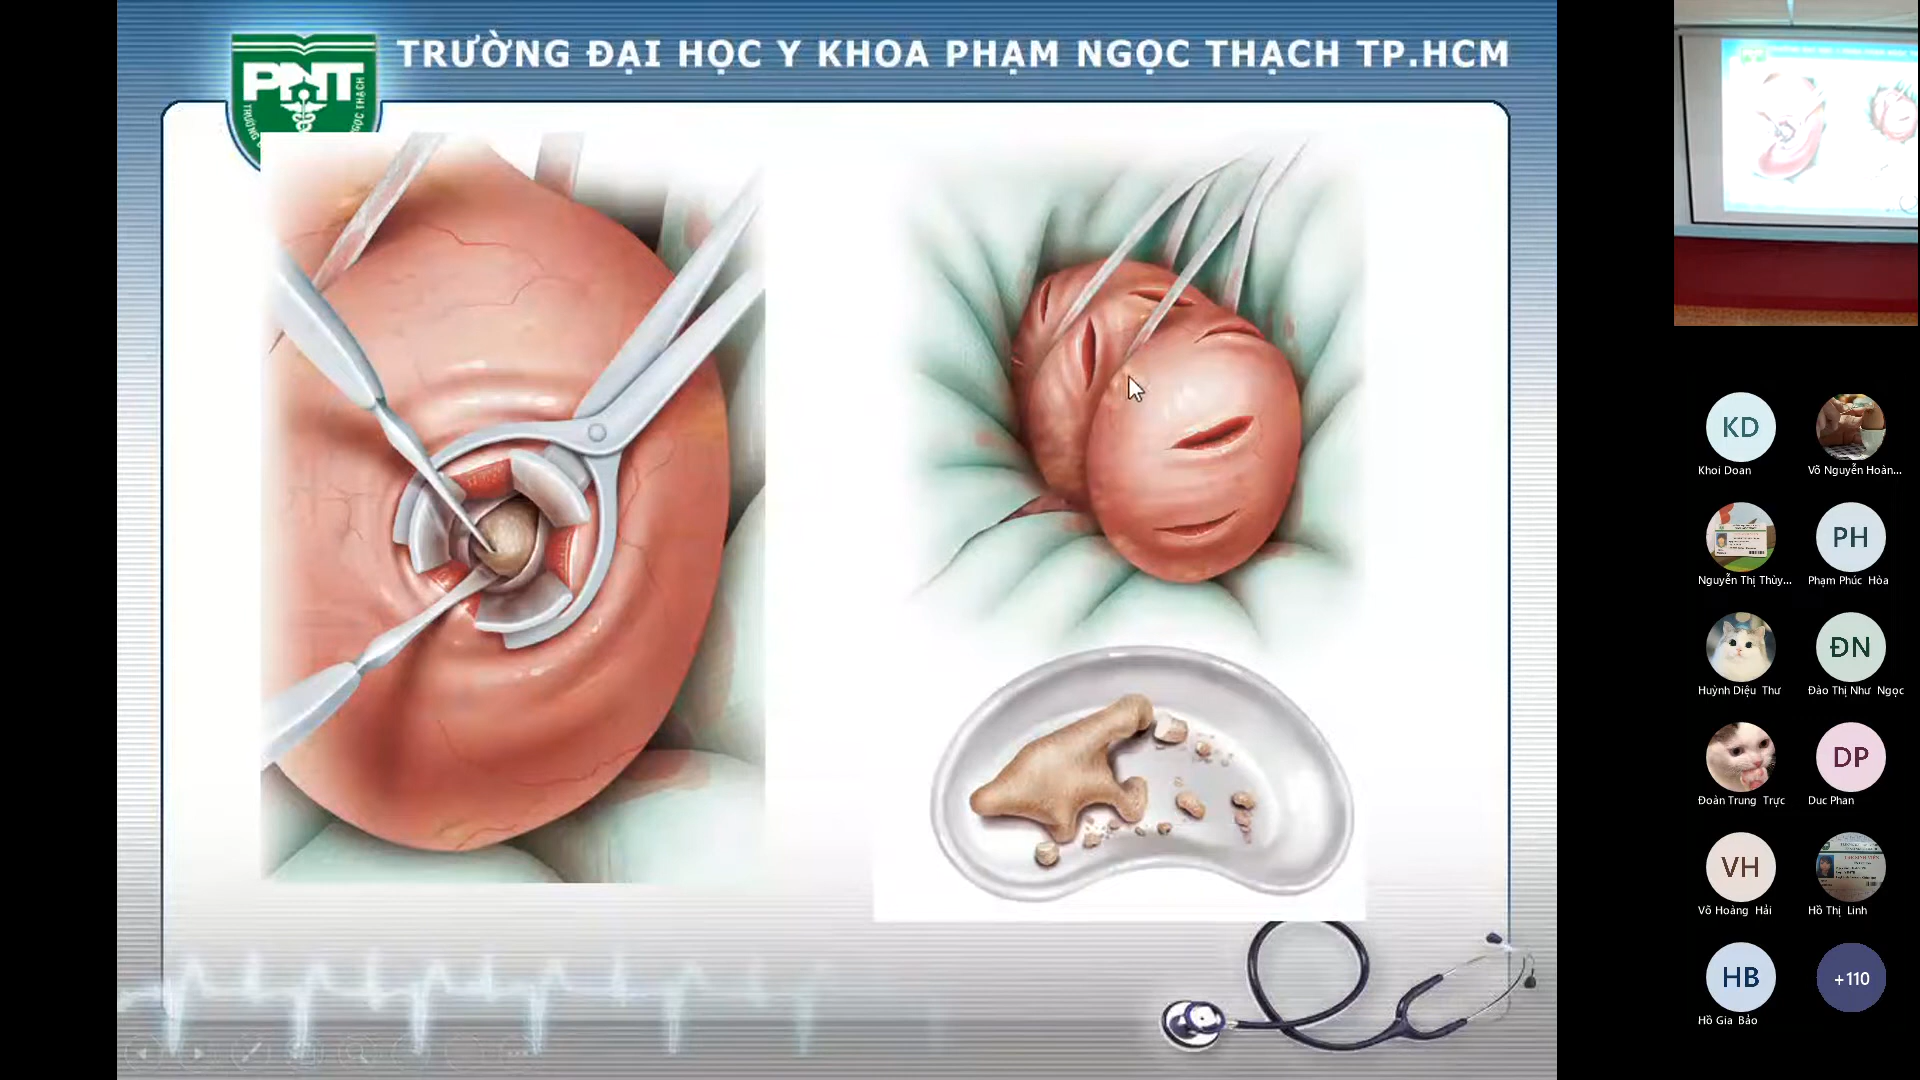 TRƯỜNG ĐẠI HỌC Y KHOA PHẠM NGỌC THẠCH TP.HCM
PNT
NGỌC THẠCH
KD
Khoi Doan
Võ Nguyễn Hoàn...
Nguyễn Thị Thùy...
PH
Phạm Phúc Hòa
Huỳnh Diệu Thư
ĐN
Đào Thị Như Ngọc
Đoàn Trung Trực
DP
Duc Phan
VH
Võ Hoàng Hải
Hồ Thị Linh
HB
Hồ Gia Bảo
+110